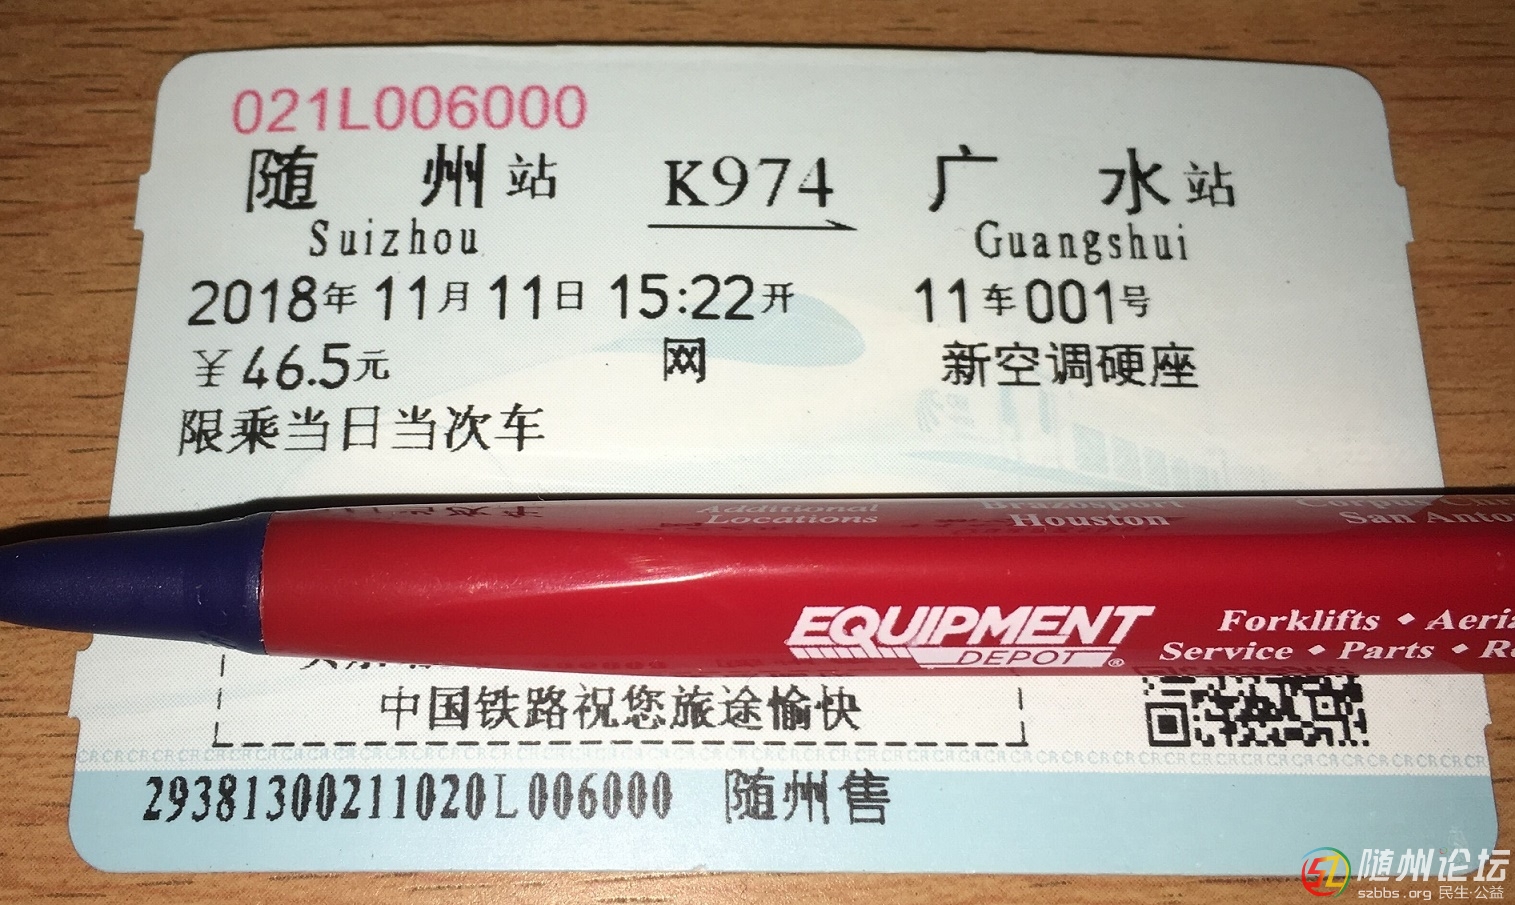 021L006000
随州站 K974 广水站
Suizhou Guangshui
2018年11月11日15:22开 11车001号
￥46.5元 网 新空调硬座
限乘当日当次车
Additional Brazosport
Locations Houston San Anto
EQUIPMENT
DEPOT®
Forklifts ◆ Aeria
Service ◆ Parts ◆ R
中国铁路祝您旅途愉快
CRCRCRCRCRCRCRCRCRCRCRCRCRCRCRCRCRCRCRCRCRCRCRCRCRCR
29381300211020L006000 随州售
随州论坛
szbbs.org 民生·公益